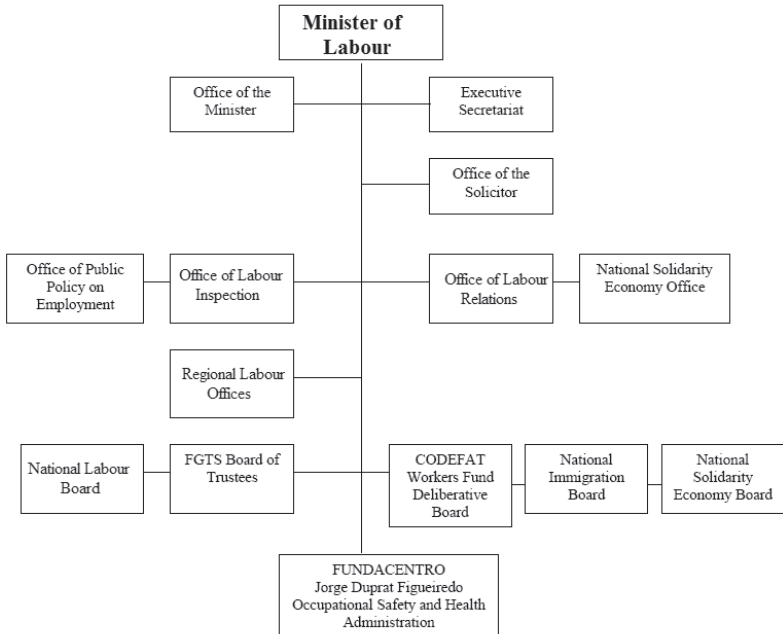 Minister of
Labour
Office of the
Minister
Executive
Secretariat
Office of the
Solicitor
Office of Public
Policy on
Employment
Office of Labour
Inspection
Office of Labour
Relations
National Solidarity
Economy Office
Regional Labour
Offices
National Labour
Board
FGTS Board of
Trustees
CODEFAT
Workers Fund
Deliberative
Board
National
Immigration
Board
National
Solidarity
Economy Board
FUNDACENTRO
Jorge Duprat Figueiredo
Occupational Safety and Health
Administration